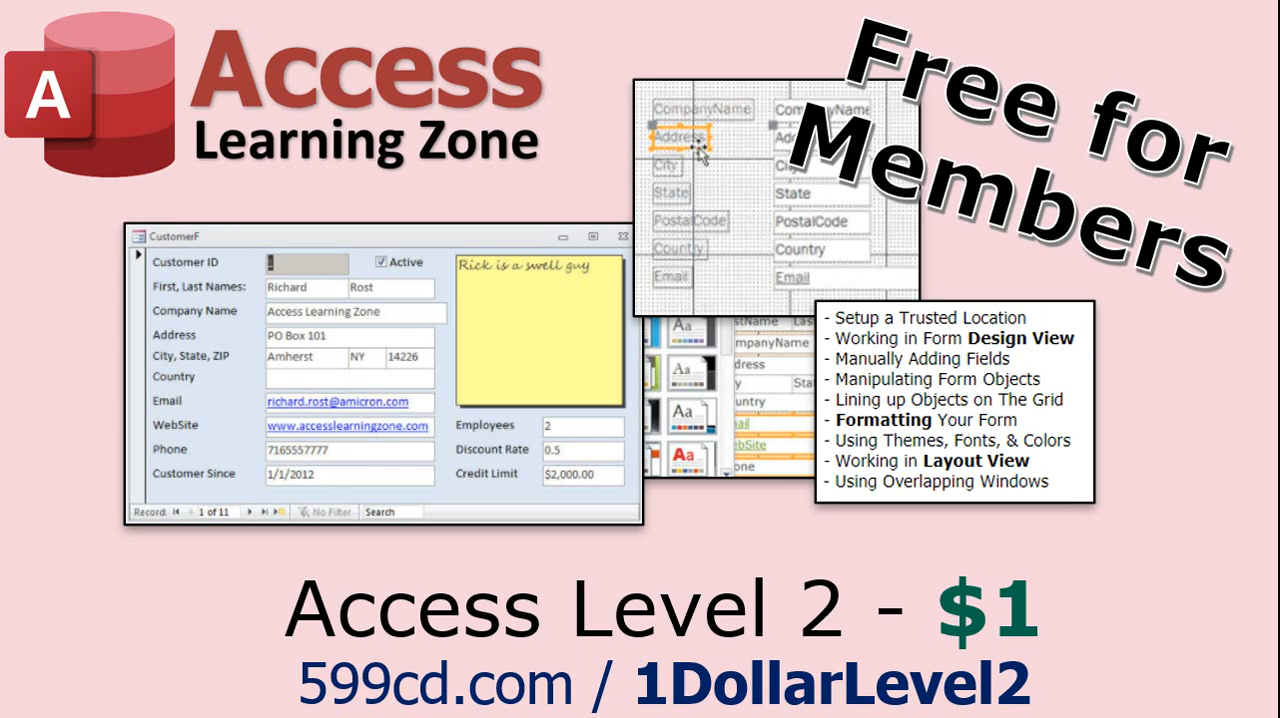 A
Access
Learning Zone
Free for
Members
CompanyName CompanyName
Address
City
State State
PostalCode PostalCode
Country Country
Email Email
CustomerF
Customer ID Active
First, Last Names: Richard Rost
Company Name Access Learning Zone
Address PO Box 101
City, State, ZIP Amherst NY 14226
Country
Email richard.rost@amicron.com
WebSite www.accesslearningzone.com
Phone 7165557777
Customer Since 1/1/2012
Rick is a swell guy
Employees 2
Discount Rate 0.5
Credit Limit $2,000.00
Record: 1 of 11 No Filter Search
Aa
Aa
Aa
Aa
- Setup a Trusted Location
- Working in Form Design View
- Manually Adding Fields
- Manipulating Form Objects
- Lining up Objects on The Grid
- Formatting Your Form
- Using Themes, Fonts, & Colors
- Working in Layout View
- Using Overlapping Windows
Access Level 2 - $1
599cd.com / 1DollarLevel2